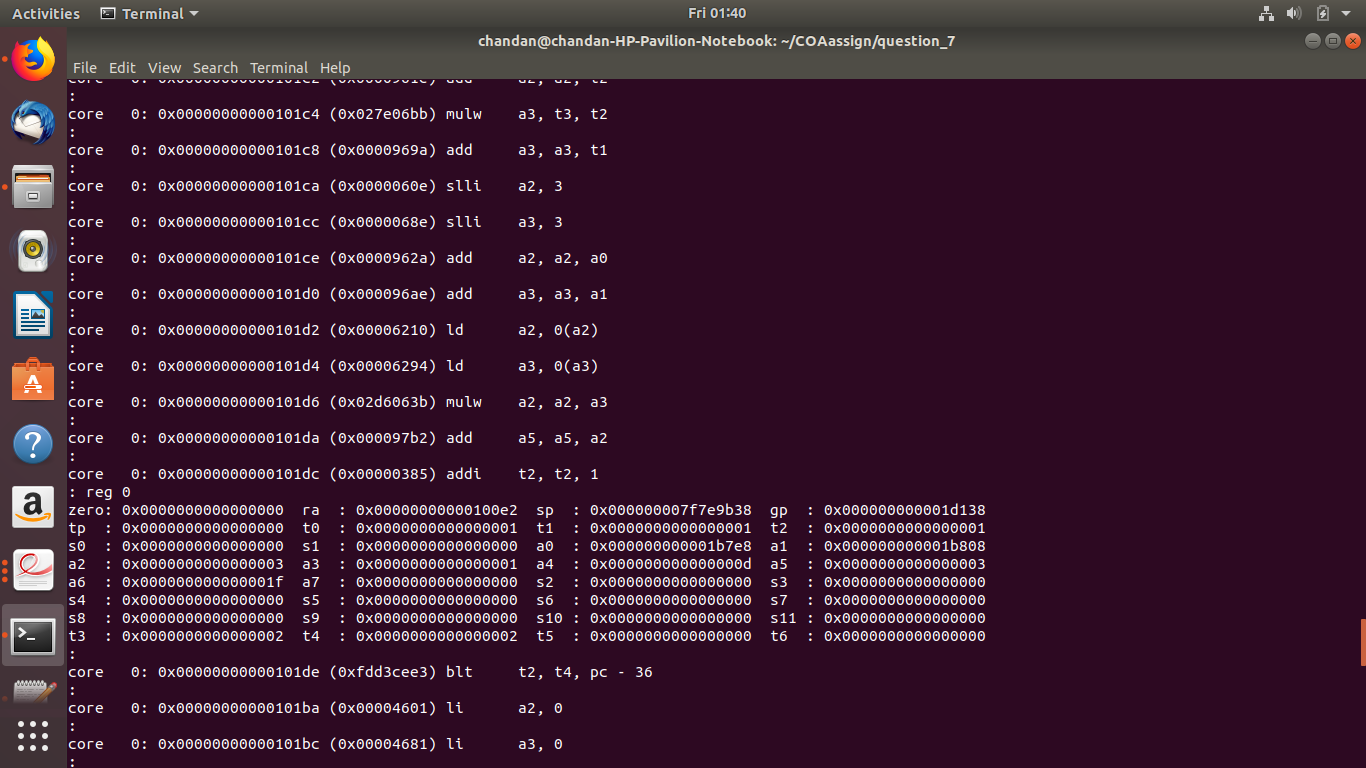 Activities Terminal Fri 01:40
chandan@chandan-HP-Pavilion-Notebook: ~/COAassign/question_7
File Edit View Search Terminal Help
core   0: 0x00000000000101c2 (0x0000961e) add     a2, a2, t2
:
core   0: 0x00000000000101c4 (0x027e06bb) mulw    a3, t3, t2
:
core   0: 0x00000000000101c8 (0x0000969a) add     a3, a3, t1
:
core   0: 0x00000000000101ca (0x0000060e) slli    a2, 3
:
core   0: 0x00000000000101cc (0x0000068e) slli    a3, 3
:
core   0: 0x00000000000101ce (0x0000962a) add     a2, a2, a0
:
core   0: 0x00000000000101d0 (0x000096ae) add     a3, a3, a1
:
core   0: 0x00000000000101d2 (0x00006210) ld      a2, 0(a2)
:
core   0: 0x00000000000101d4 (0x00006294) ld      a3, 0(a3)
:
core   0: 0x00000000000101d6 (0x02d6063b) mulw    a2, a2, a3
:
core   0: 0x00000000000101da (0x000097b2) add     a5, a5, a2
:
core   0: 0x00000000000101dc (0x00000385) addi    t2, t2, 1
: reg 0
zero: 0x0000000000000000  ra  : 0x00000000000100e2  sp  : 0x000000007f7e9b38  gp  : 0x000000000001d138
tp  : 0x0000000000000000  t0  : 0x0000000000000001  t1  : 0x0000000000000001  t2  : 0x0000000000000001
s0  : 0x0000000000000000  s1  : 0x0000000000000000  a0  : 0x000000000001b7e8  a1  : 0x000000000001b808
a2  : 0x0000000000000003  a3  : 0x0000000000000001  a4  : 0x000000000000000d  a5  : 0x0000000000000003
a6  : 0x000000000000001f  a7  : 0x0000000000000000  s2  : 0x0000000000000000  s3  : 0x0000000000000000
s4  : 0x0000000000000000  s5  : 0x0000000000000000  s6  : 0x0000000000000000  s7  : 0x0000000000000000
s8  : 0x0000000000000000  s9  : 0x0000000000000000  s10 : 0x0000000000000000  s11 : 0x0000000000000000
t3  : 0x0000000000000002  t4  : 0x0000000000000002  t5  : 0x0000000000000000  t6  : 0x0000000000000000
:
core   0: 0x00000000000101de (0xfdd3cee3) blt     t2, t4, pc - 36
:
core   0: 0x00000000000101ba (0x00004601) li      a2, 0
:
core   0: 0x00000000000101bc (0x00004681) li      a3, 0
: